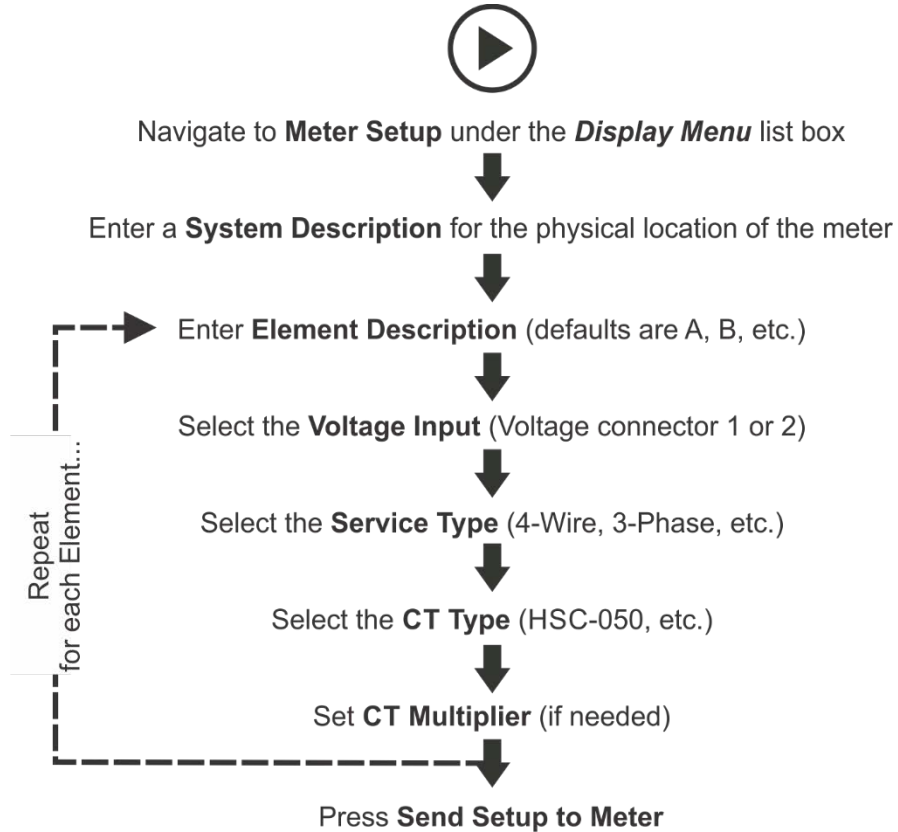 Navigate to Meter Setup under the Display Menu list box
Enter a System Description for the physical location of the meter
Enter Element Description (defaults are A, B, etc.)
Select the Voltage Input (Voltage connector 1 or 2)
Select the Service Type (4-Wire, 3-Phase, etc.)
Select the CT Type (HSC-050, etc.)
Set CT Multiplier (if needed)
Repeat
for each Element...
Press Send Setup to Meter